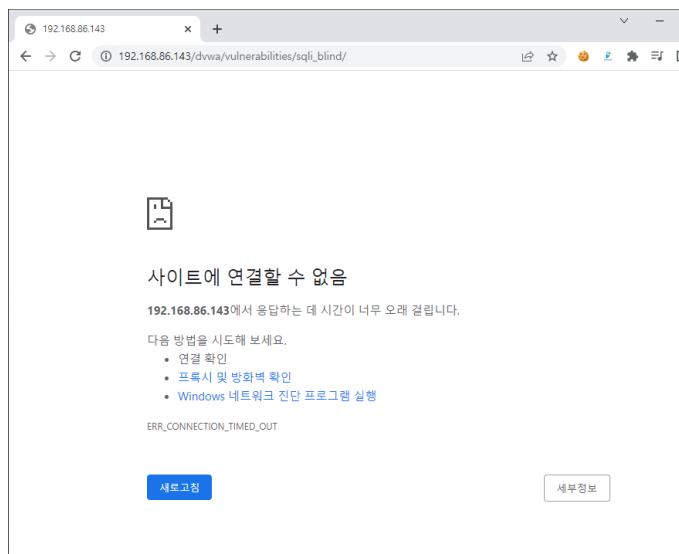 192.168.86.143
192.168.86.143/dvwa/vulnerabilities/sqli_blind/
사이트에 연결할 수 없음
192.168.86.143에서 응답하는 데 시간이 너무 오래 걸립니다.
다음 방법을 시도해 보세요.
• 연결 확인
• 프록시 및 방화벽 확인
• Windows 네트워크 진단 프로그램 실행
ERR_CONNECTION_TIMED_OUT
새로고침
세부정보